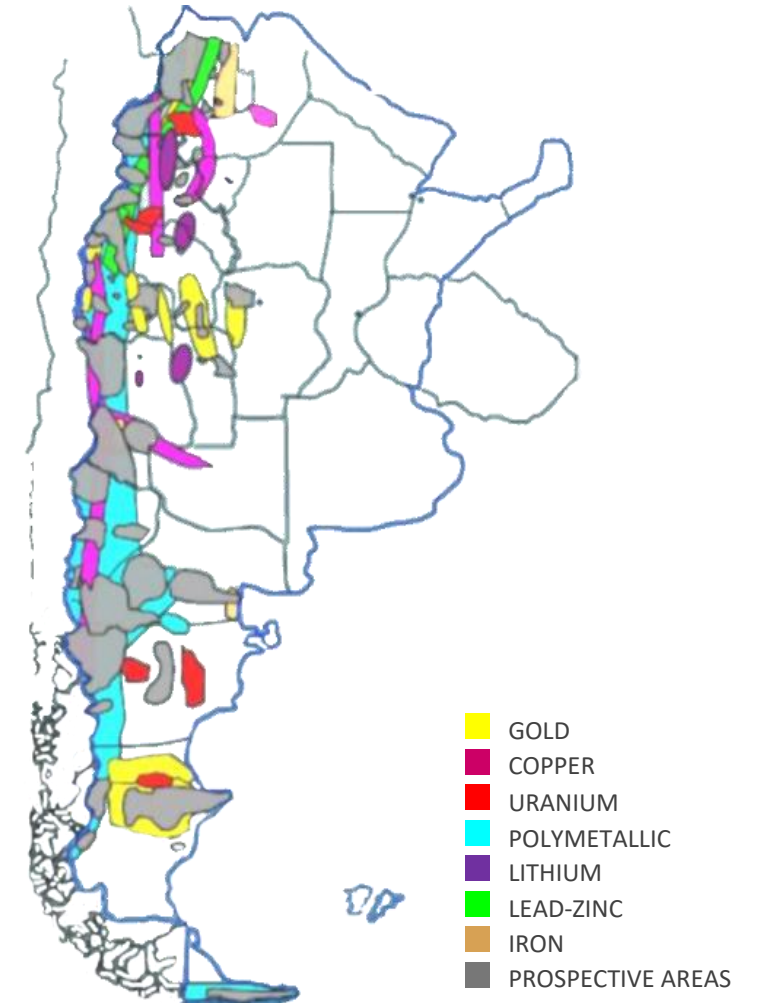 GOLD
COPPER
URANIUM
POLYMETALLIC
LITHIUM
LEAD-ZINC
IRON
PROSPECTIVE AREAS